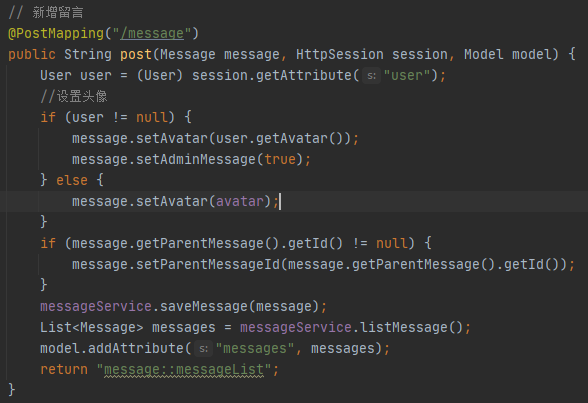 // 新增留言
@PostMapping("/message")
public String post(Message message, HttpSession session, Model model) {
    User user = (User) session.getAttribute( s: "user");
    //设置头像
    if (user != null) {
        message.setAvatar(user.getAvatar());
        message.setAdminMessage(true);
    } else {
        message.setAvatar(avatar);
    }
    if (message.getParentMessage().getId() != null) {
        message.setParentMessageId(message.getParentMessage().getId());
    }
    messageService.saveMessage(message);
    List<Message> messages = messageService.listMessage();
    model.addAttribute( s: "messages", messages);
    return "message::messageList";
}